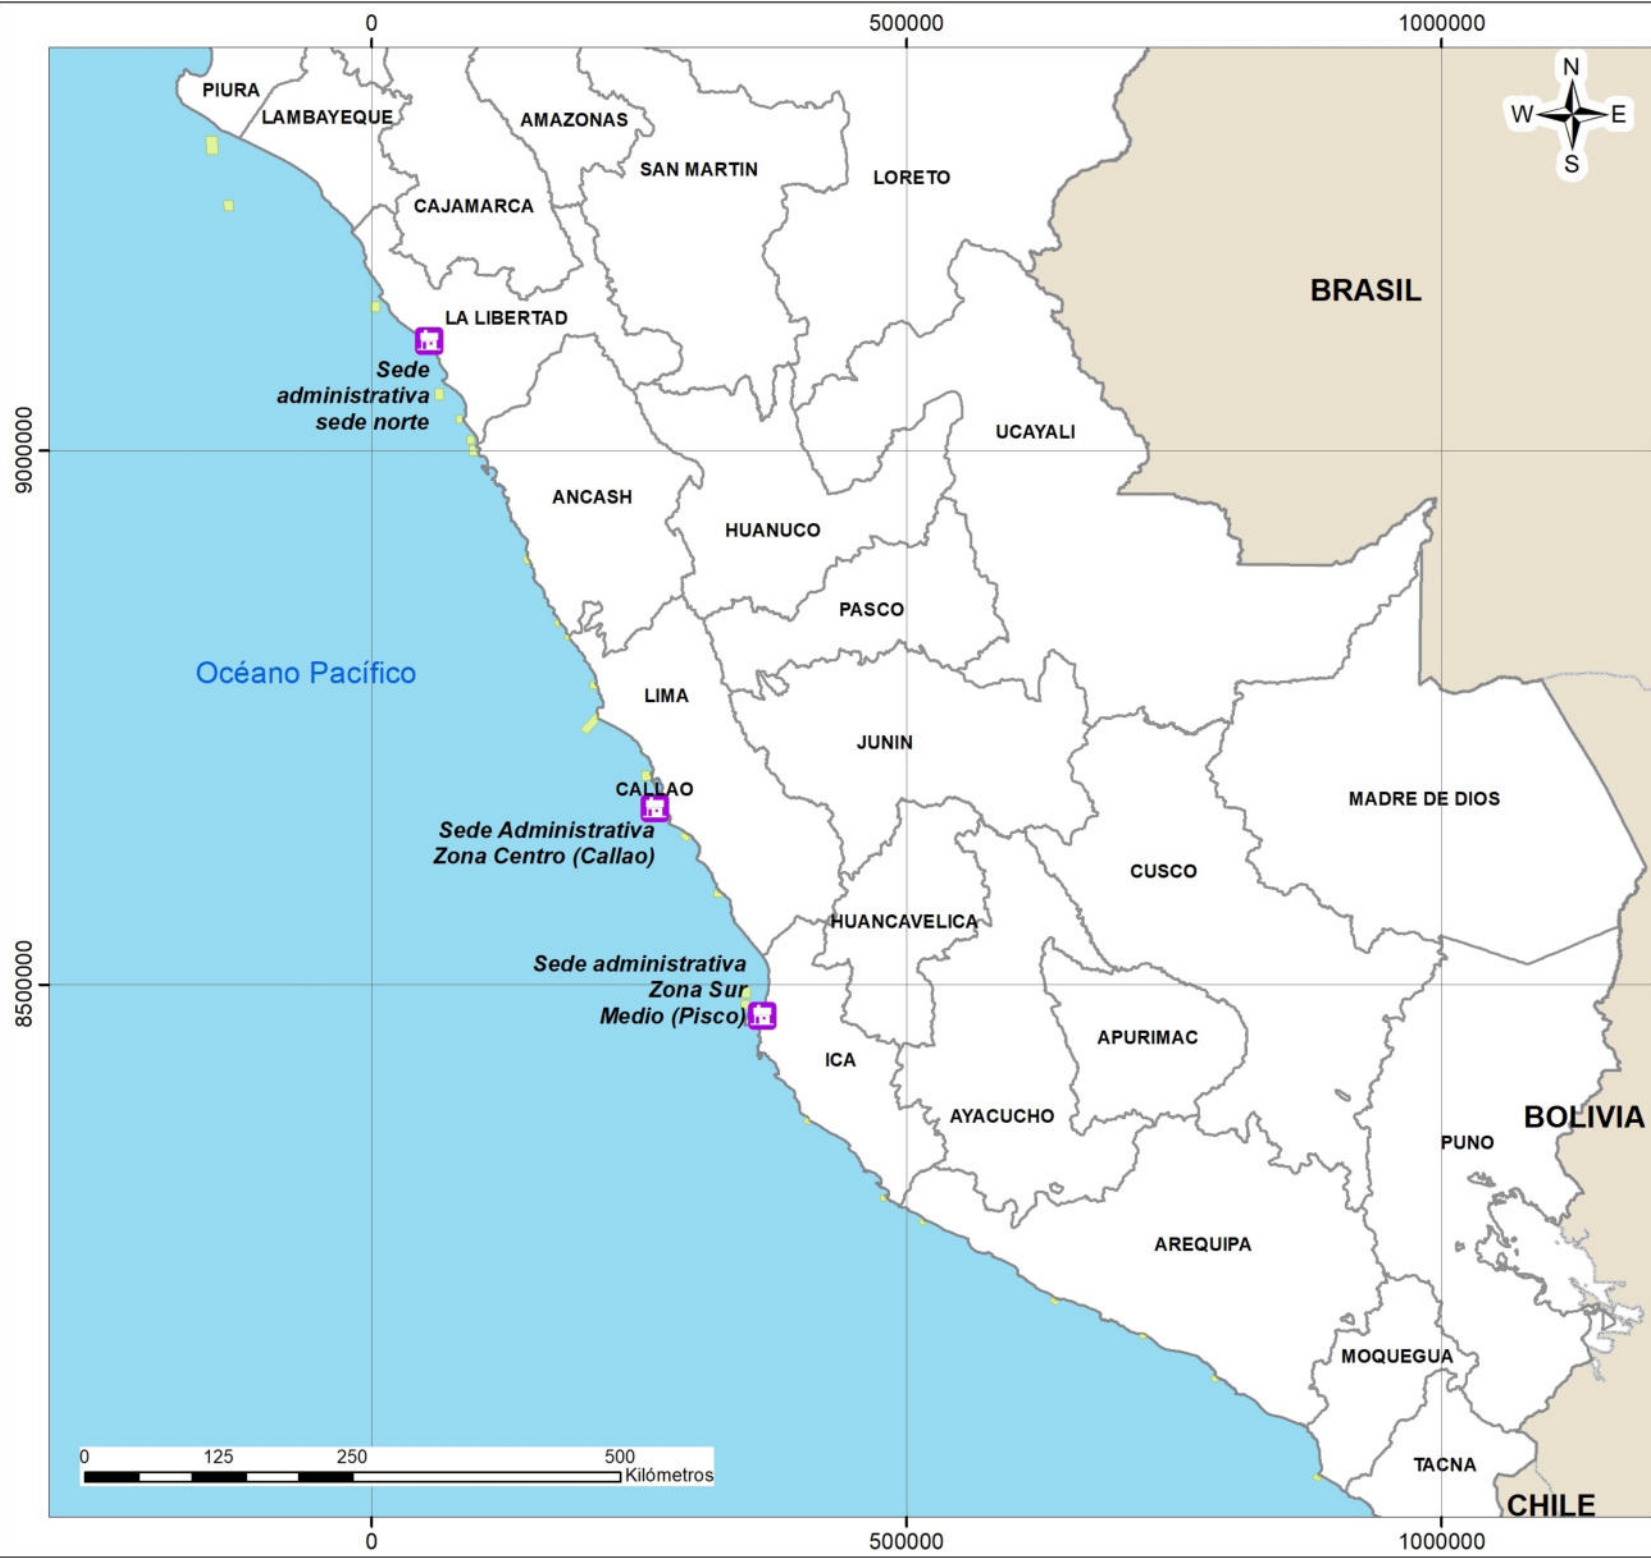 0 500000 1000000
N
W E
S
PIURA
LAMBAYEQUE
AMAZONAS
SAN MARTIN
LORETO
CAJAMARCA
BRASIL
LA LIBERTAD
Sede
administrativa
sede norte
9000000
UCAYALI
ANCASH
HUANUCO
PASCO
Océano Pacífico
LIMA
JUNIN
CALLAO
MADRE DE DIOS
Sede Administrativa
Zona Centro (Callao)
CUSCO
HUANCAVELICA
Sede administrativa
Zona Sur
Medio (Pisco)
8500000
APURIMAC
ICA
AYACUCHO
BOLIVIA
PUNO
AREQUIPA
MOQUEGUA
TACNA
CHILE
0 125 250 500
Kilómetros
0 500000 1000000